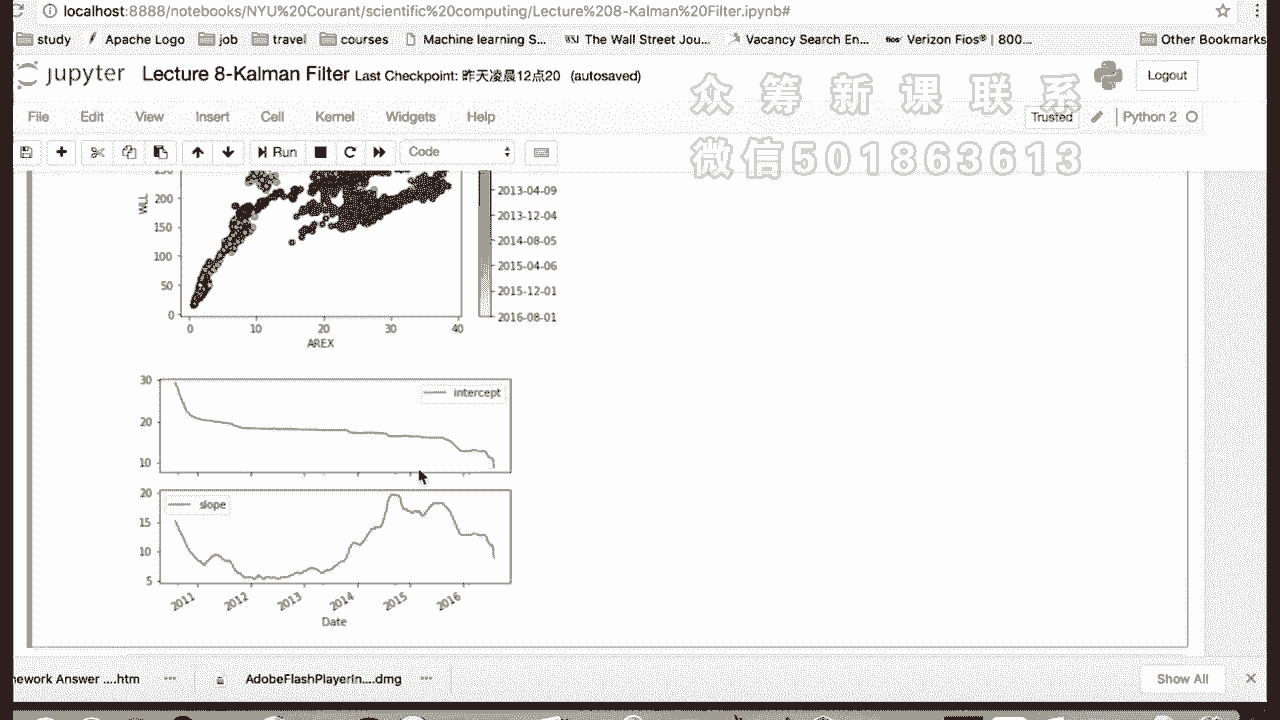 localhost:8888/notebooks/NYU%20Courant/scientific%20computing/Lecture%208-Kalman%20Filter.ipynb#
study Apache Logo job travel courses Machine learning S... WSJ The Wall Street Jou... Vacancy Search En... Verizon Fios® | 800... Other Bookmarks
jupyter Lecture 8-Kalman Filter Last Checkpoint: 昨天凌晨12点20 (autosaved) Logout
众筹新课联系
File Edit View Insert Cell Kernel Widgets Help Trusted Python 2
Run Code
微信501863613
250
200
150
100
50
0
WLL
0 10 20 30 40
AREX
2013-04-09
2013-12-04
2014-08-05
2015-04-06
2015-12-01
2016-08-01
30
20
10
intercept
20
15
10
5
slope
2011 2012 2013 2014 2015 2016
Date
ework Answer ....htm AdobeFlashPlayerIn....dmg Show All